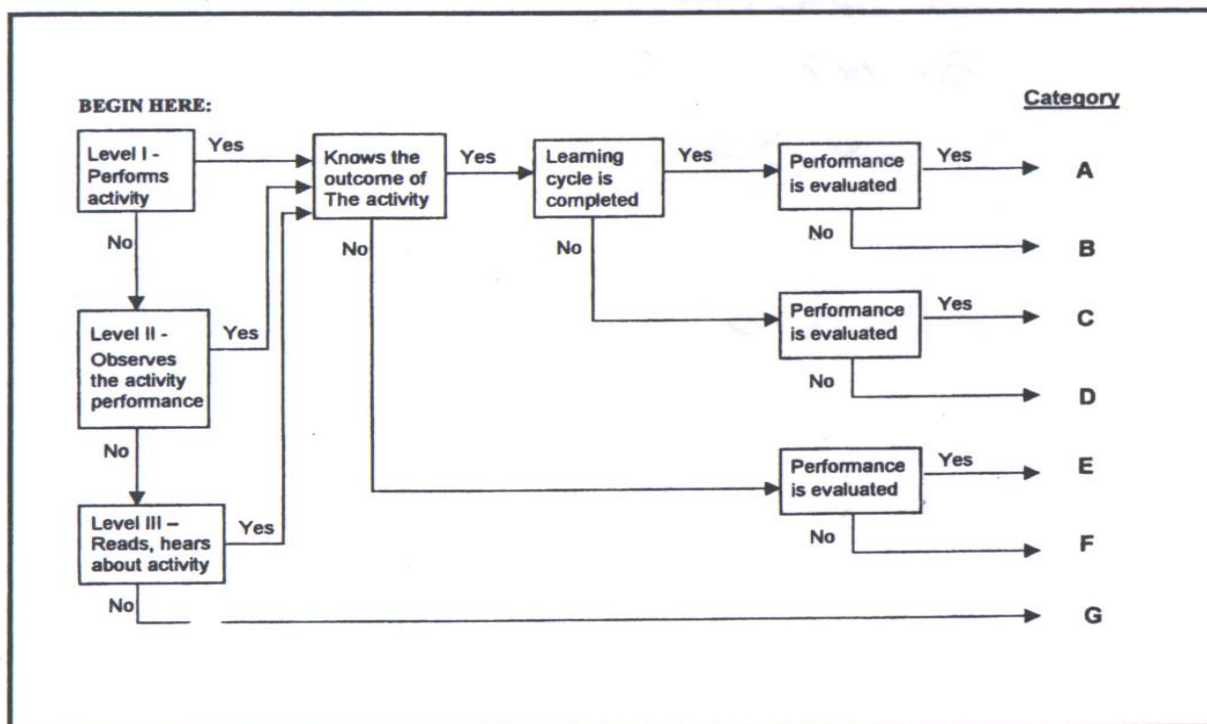 BEGIN HERE:
Category
Level I -
Performs
activity
Yes
Knows the
outcome of
The activity
Yes
Learning
cycle is
completed
Yes
Performance
is evaluated
Yes
A
No
B
No
No
No
Level II -
Observes
the activity
performance
Yes
Performance
is evaluated
Yes
C
No
D
No
Level III –
Reads, hears
about activity
Yes
Performance
is evaluated
Yes
E
No
F
No
G